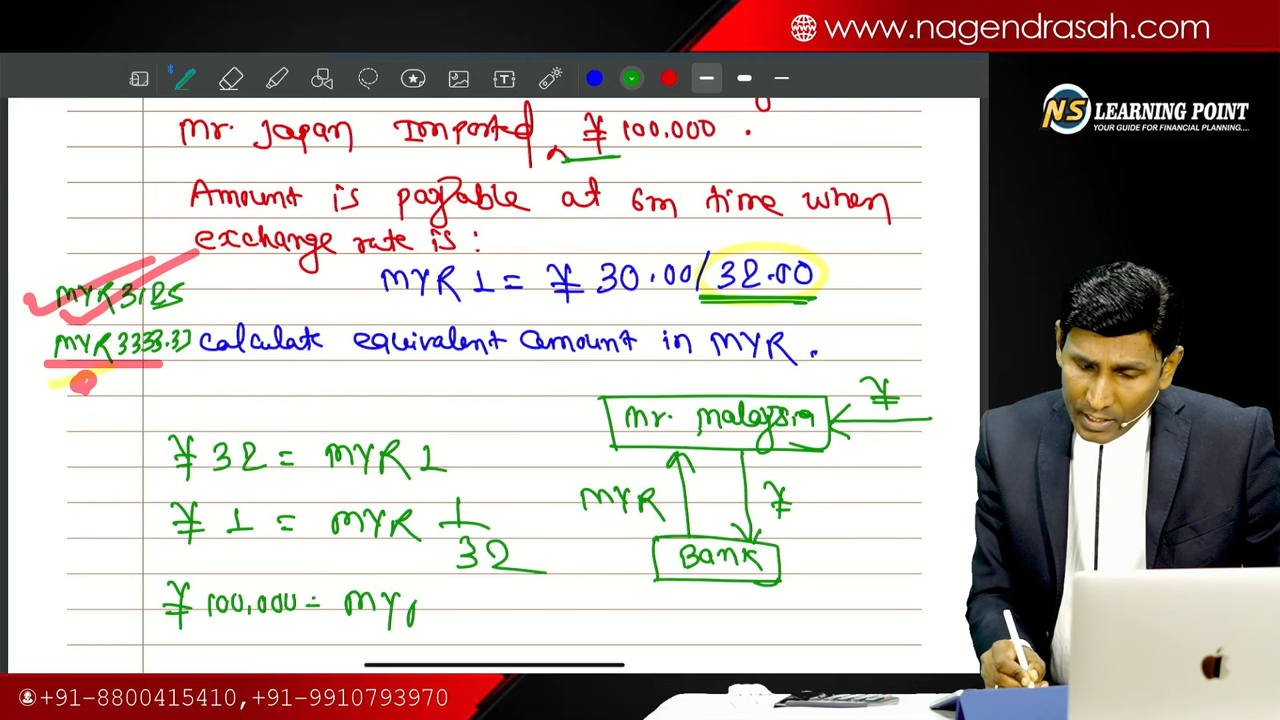 www.nagendrasah.com
NS LEARNING POINT
YOUR GUIDE FOR FINANCIAL PLANNING....
Mr. Japan Imported ¥ 100,000 .
Amount is payable at 6m time when
exchange rate is :
MYR 1 = ¥ 30.00/32.00
MYR 3125
MYR 3333.33 calculate equivalent amount in MYR .
Mr. Malaysia
¥
¥ 32 = MYR 1
MYR
¥
¥ 1 = MYR 1/32
Bank
¥ 100,000 = MY
+91-8800415410,+91-9910793970